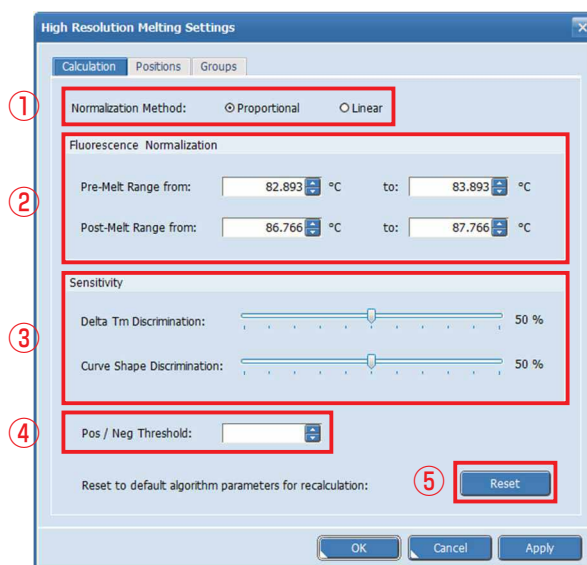 High Resolution Melting Settings
Calculation Positions Groups
① Normalization Method: Proportional Linear
Fluorescence Normalization
② Pre-Melt Range from: 82.893 °C to: 83.893 °C
Post-Melt Range from: 86.766 °C to: 87.766 °C
Sensitivity
③ Delta Tm Discrimination: 50 %
Curve Shape Discrimination: 50 %
④ Pos / Neg Threshold:
Reset to default algorithm parameters for recalculation: ⑤ Reset
OK Cancel Apply